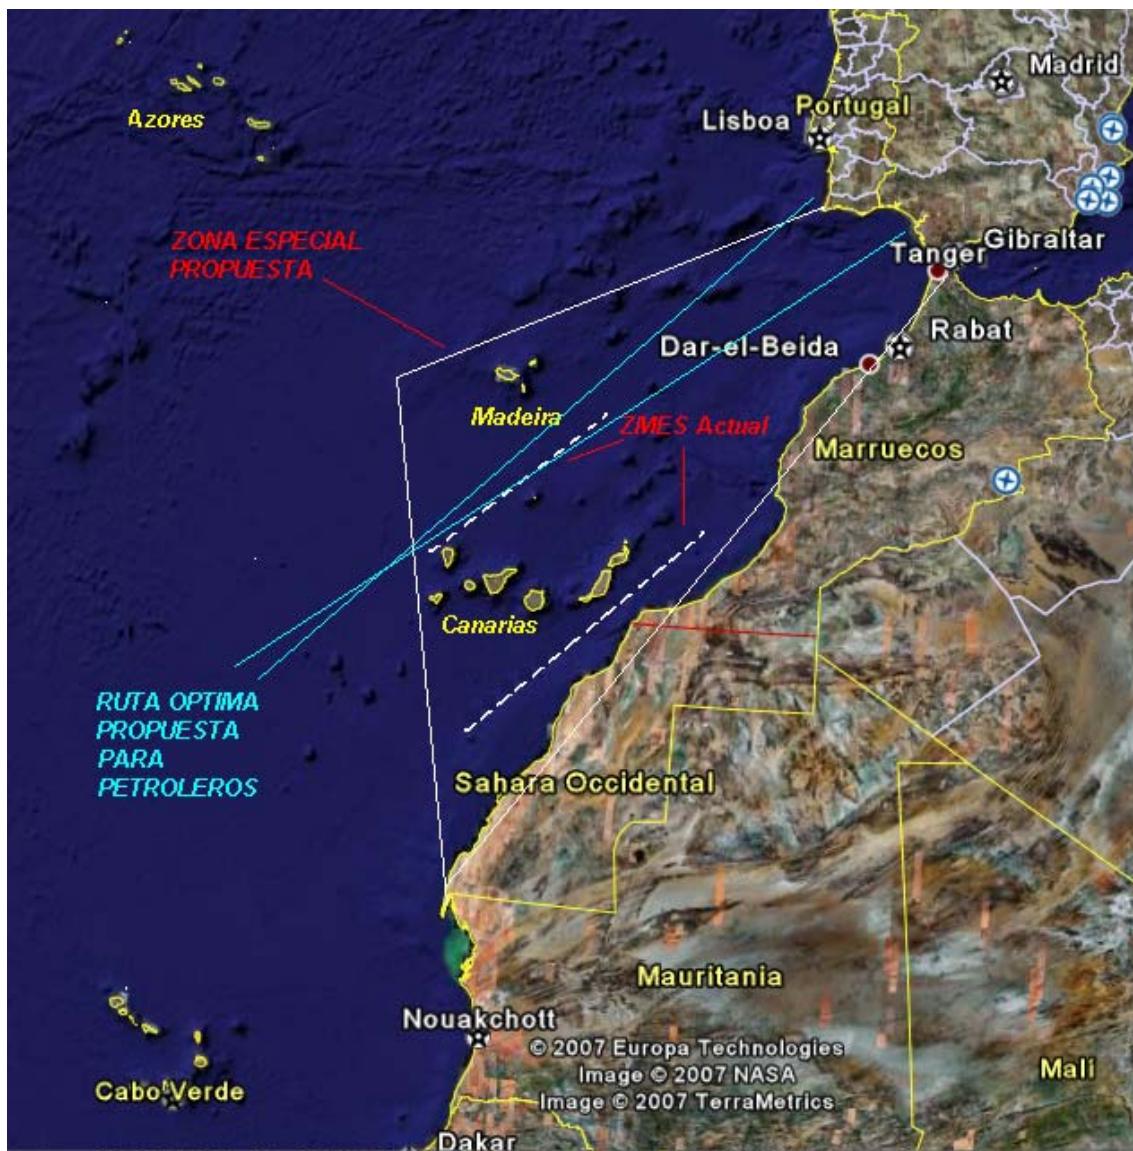 Madrid
Portugal
Lisboa
Azores
ZONA ESPECIAL
PROPUESTA
Gibraltar
Tanger
Rabat
Dar-el-Beida
Madeira
ZMES Actual
Marruecos
Canarias
RUTA OPTIMA
PROPUESTA
PARA
PETROLEROS
Sahara Occidental
Mauritania
Nouakchott
© 2007 Europa Technologies
Image © 2007 NASA
Image © 2007 TerraMetrics
Malí
Cabo Verde
Dakar